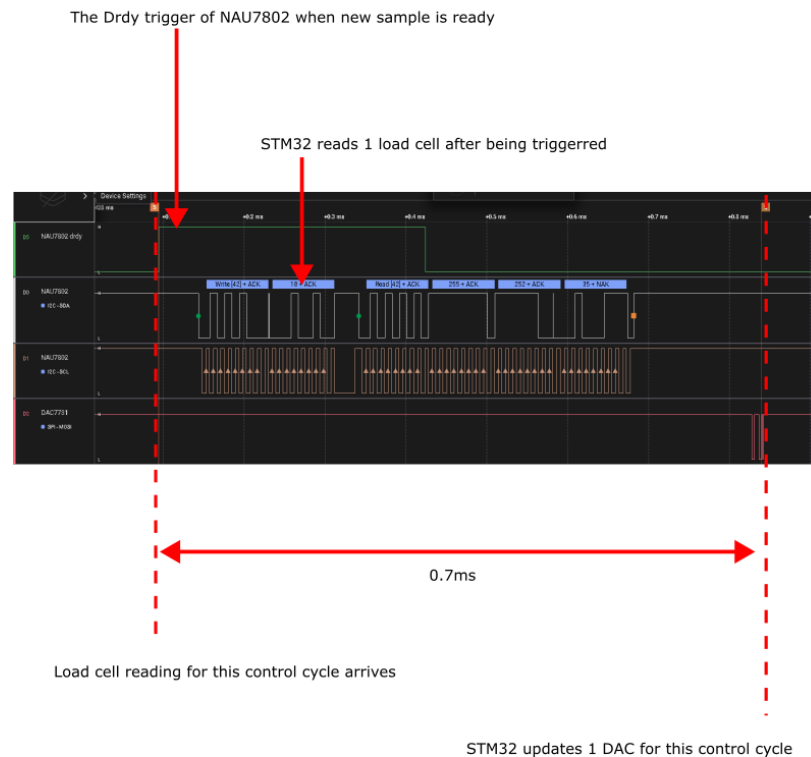 The Drdy trigger of NAU7802 when new sample is ready
STM32 reads 1 load cell after being triggerred
Device Settings
+0.2 ms
+0.3 ms
+0.4 ms
+0.5 ms
+0.6 ms
+0.7 ms
+0.8 ms
D3 NAU7802 drdy
H
L
Write [42] + ACK
18 + ACK
Read [42] + ACK
255 + ACK
252 + ACK
35 + NAK
D0 NAU7802
I2C - SDA
H
L
D1 NAU7802
I2C - SCL
H
L
DAC7731
SPI - MOSI
H
L
0.7ms
Load cell reading for this control cycle arrives
STM32 updates 1 DAC for this control cycle